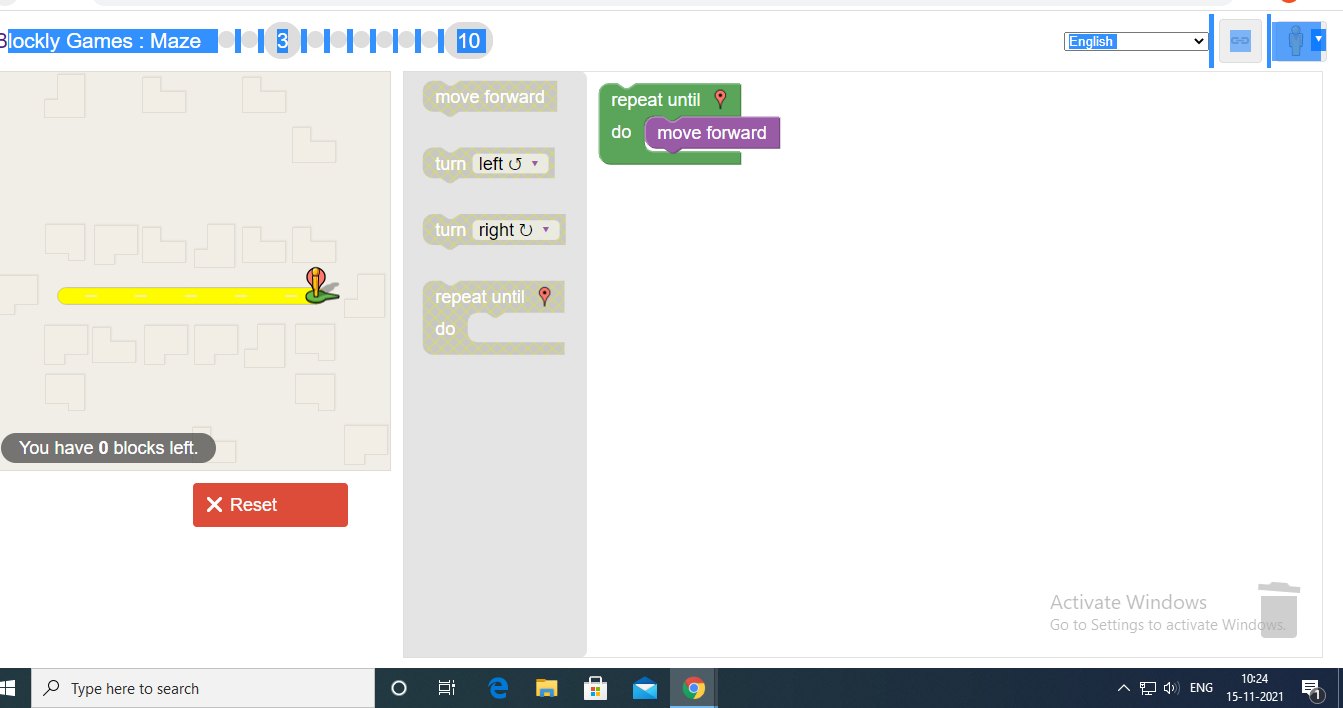 Blockly Games : Maze 3 10
English
move forward
turn left ↺ ▾
turn right ↻ ▾
repeat until
do
repeat until
do move forward
You have 0 blocks left.
Reset
Activate Windows
Go to Settings to activate Windows.
Type here to search
ENG
10:24
15-11-2021
1